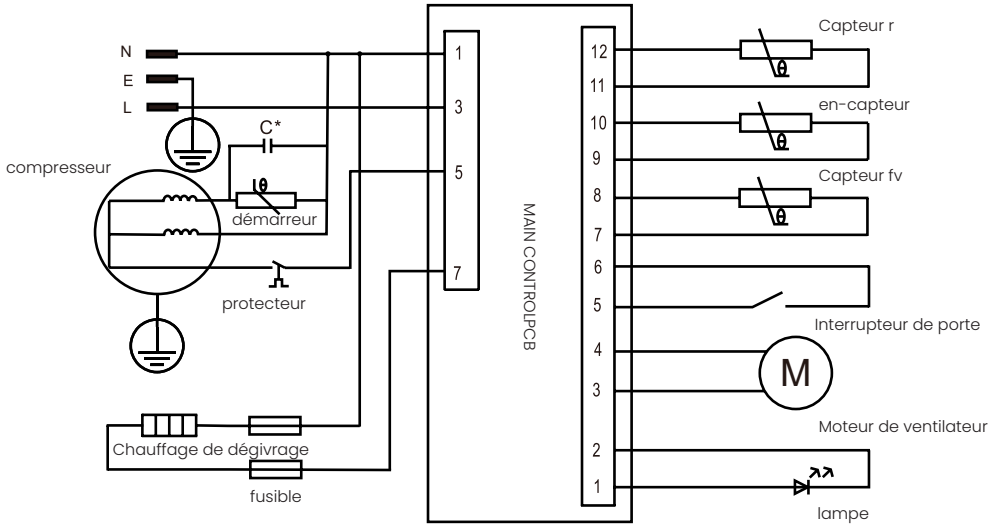 N
E
L
C*
θ
compresseur
démarreur
protecteur
Chauffage de dégivrage
fusible
1
3
5
7
MAIN CONTROLPCB
12
11
10
9
8
7
6
5
4
3
2
1
Capteur r
θ
en-capteur
θ
Capteur fv
θ
Interrupteur de porte
M
Moteur de ventilateur
lampe